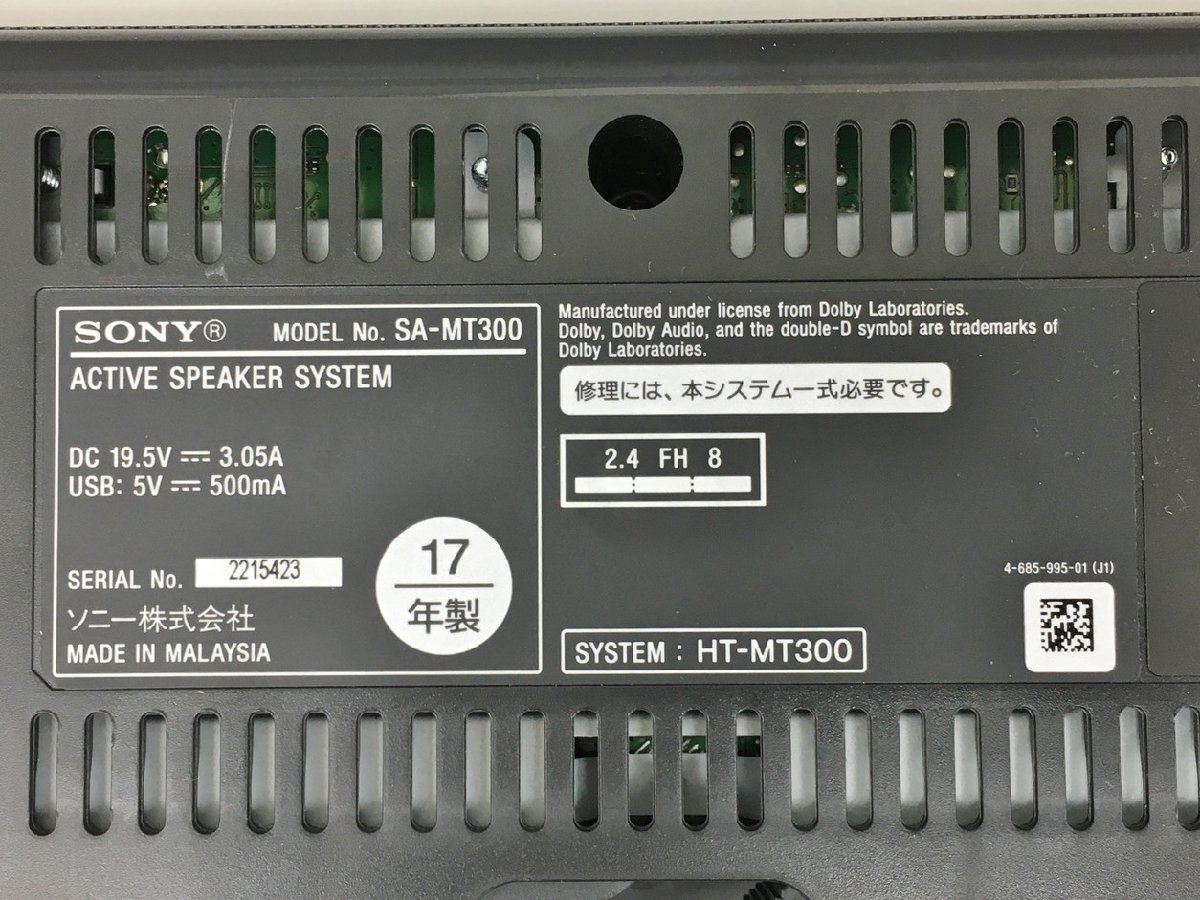 SONY® MODEL No. SA-MT300
ACTIVE SPEAKER SYSTEM
DC 19.5V ⎓ 3.05A
USB: 5V ⎓ 500mA
SERIAL No. 2215423
ソニー株式会社
MADE IN MALAYSIA
17
年製
Manufactured under license from Dolby Laboratories.
Dolby, Dolby Audio, and the double-D symbol are trademarks of
Dolby Laboratories.
修理には、本システム一式必要です。
2.4 FH 8
4-685-995-01 (J1)
SYSTEM : HT-MT300